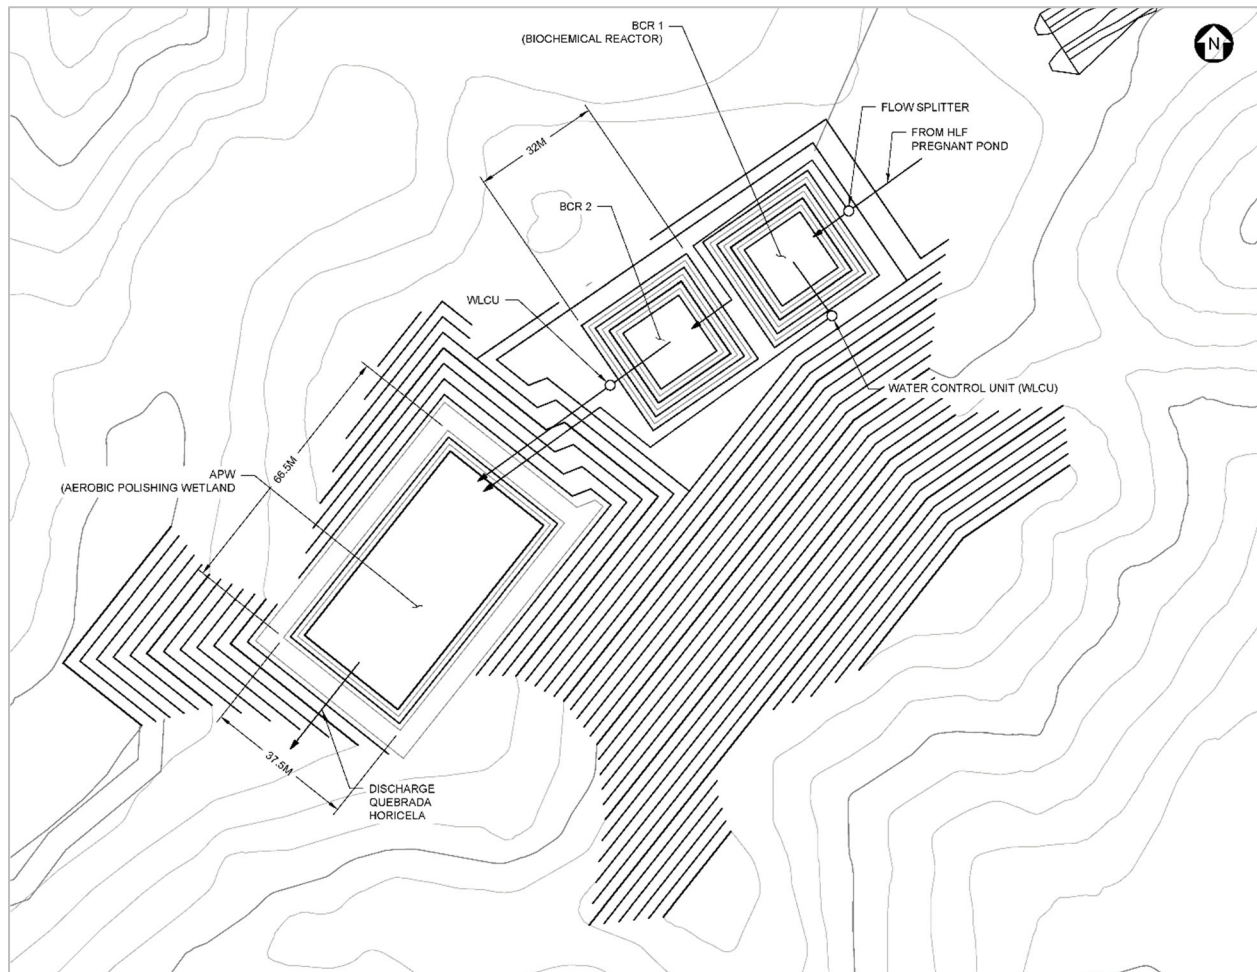 BCR 1
(BIOCHEMICAL REACTOR)
N
FLOW SPLITTER
FROM HLF
PREGNANT POND
32M
BCR 2
WLCU
WATER CONTROL UNIT (WLCU)
66.5M
APW
(AEROBIC POLISHING WETLAND
37.5M
DISCHARGE
QUEBRADA
HORICELA